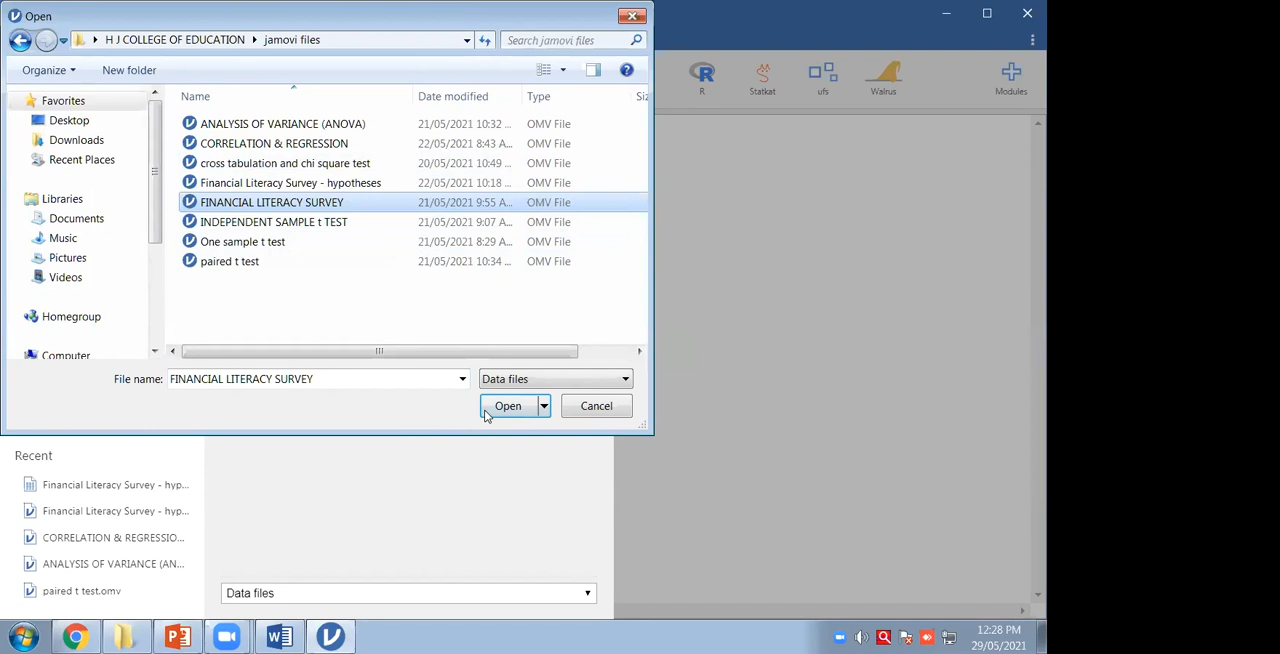 Open
H J COLLEGE OF EDUCATION jamovi files Search jamovi files
Organize New folder
R Statkat ufs Walrus Modules
Favorites
Desktop
Downloads
Recent Places
Libraries
Documents
Music
Pictures
Videos
Homegroup
Computer
Name Date modified Type Siz
ANALYSIS OF VARIANCE (ANOVA) 21/05/2021 10:32 ... OMV File
CORRELATION & REGRESSION 22/05/2021 8:43 A... OMV File
cross tabulation and chi square test 20/05/2021 10:49 ... OMV File
Financial Literacy Survey - hypotheses 22/05/2021 10:18 ... OMV File
FINANCIAL LITERACY SURVEY 21/05/2021 9:55 A... OMV File
INDEPENDENT SAMPLE t TEST 21/05/2021 9:07 A... OMV File
One sample t test 21/05/2021 8:29 A... OMV File
paired t test 21/05/2021 10:34 ... OMV File
File name: FINANCIAL LITERACY SURVEY Data files
Open Cancel
Recent
Financial Literacy Survey - hyp...
Financial Literacy Survey - hyp...
CORRELATION & REGRESSIO...
ANALYSIS OF VARIANCE (AN...
paired t test.omv
Data files
12:28 PM
29/05/2021